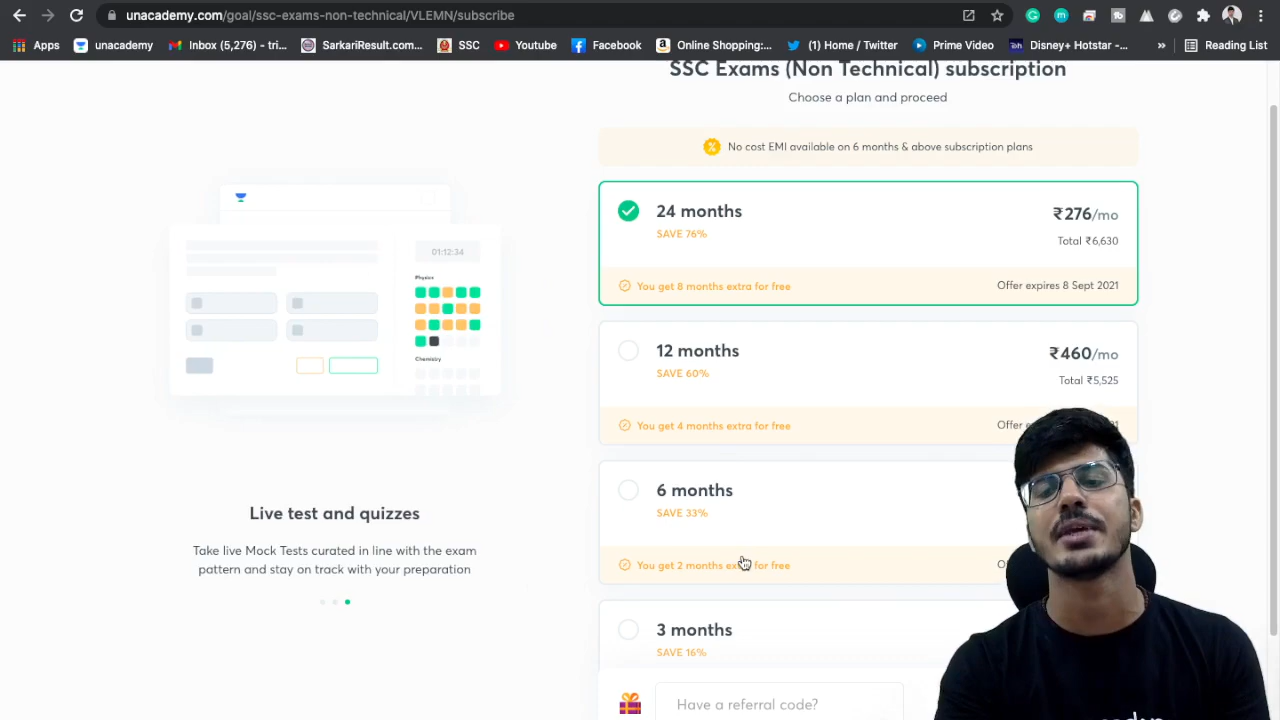 unacademy.com/goal/ssc-exams-non-technical/VLEMN/subscribe
Apps unacademy Inbox (5,276) - tri... SarkariResult.com... SSC Youtube Facebook Online Shopping:... (1) Home / Twitter Prime Video Disney+ Hotstar -... » Reading List
SSC Exams (Non Technical) subscription
Choose a plan and proceed
No cost EMI available on 6 months & above subscription plans
24 months ₹276/mo
SAVE 76% Total ₹6,630
You get 8 months extra for free Offer expires 8 Sept 2021
12 months ₹460/mo
SAVE 60% Total ₹5,525
You get 4 months extra for free
6 months
SAVE 33%
You get 2 months extra for free
3 months
SAVE 16%
Have a referral code?
01:12:34
Physics
Chemistry
Live test and quizzes
Take live Mock Tests curated in line with the exam
pattern and stay on track with your preparation